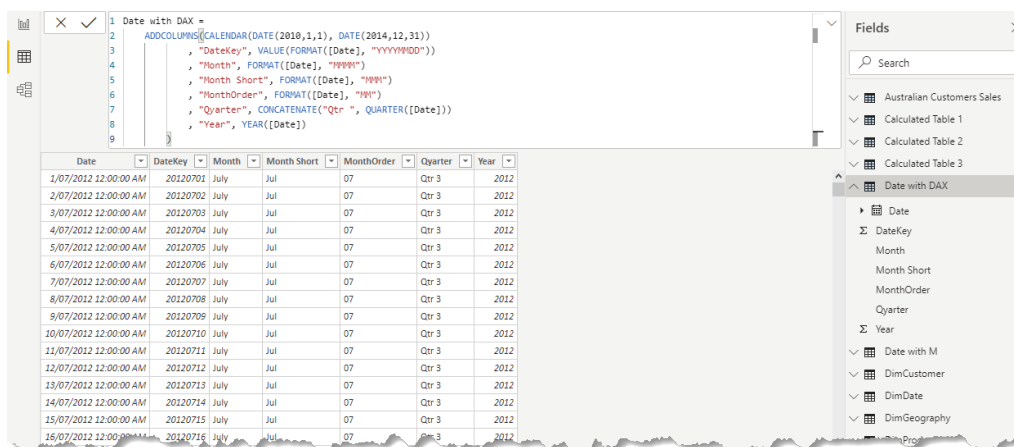 1 Date with DAX =
2 ADDCOLUMNS(CALENDAR(DATE(2010,1,1), DATE(2014,12,31))
3 , "DateKey", VALUE(FORMAT([Date], "YYYYMMDD"))
4 , "Month", FORMAT([Date], "MMMM")
5 , "Month Short", FORMAT([Date], "MMM")
6 , "MonthOrder", FORMAT([Date], "MM")
7 , "Qyarter", CONCATENATE("Qtr ", QUARTER([Date]))
8 , "Year", YEAR([Date])
9 )
Date DateKey Month Month Short MonthOrder Qyarter Year
1/07/2012 12:00:00 AM 20120701 July Jul 07 Qtr 3 2012
2/07/2012 12:00:00 AM 20120702 July Jul 07 Qtr 3 2012
3/07/2012 12:00:00 AM 20120703 July Jul 07 Qtr 3 2012
4/07/2012 12:00:00 AM 20120704 July Jul 07 Qtr 3 2012
5/07/2012 12:00:00 AM 20120705 July Jul 07 Qtr 3 2012
6/07/2012 12:00:00 AM 20120706 July Jul 07 Qtr 3 2012
7/07/2012 12:00:00 AM 20120707 July Jul 07 Qtr 3 2012
8/07/2012 12:00:00 AM 20120708 July Jul 07 Qtr 3 2012
9/07/2012 12:00:00 AM 20120709 July Jul 07 Qtr 3 2012
10/07/2012 12:00:00 AM 20120710 July Jul 07 Qtr 3 2012
11/07/2012 12:00:00 AM 20120711 July Jul 07 Qtr 3 2012
12/07/2012 12:00:00 AM 20120712 July Jul 07 Qtr 3 2012
13/07/2012 12:00:00 AM 20120713 July Jul 07 Qtr 3 2012
14/07/2012 12:00:00 AM 20120714 July Jul 07 Qtr 3 2012
15/07/2012 12:00:00 AM 20120715 July Jul 07 Qtr 3 2012
16/07/2012 20120716 July Jul 07 2012
Fields
Search
Australian Customers Sales
Calculated Table 1
Calculated Table 2
Calculated Table 3
Date with DAX
Date
Σ DateKey
Month
Month Short
MonthOrder
Qyarter
Σ Year
Date with M
DimCustomer
DimDate
DimGeography